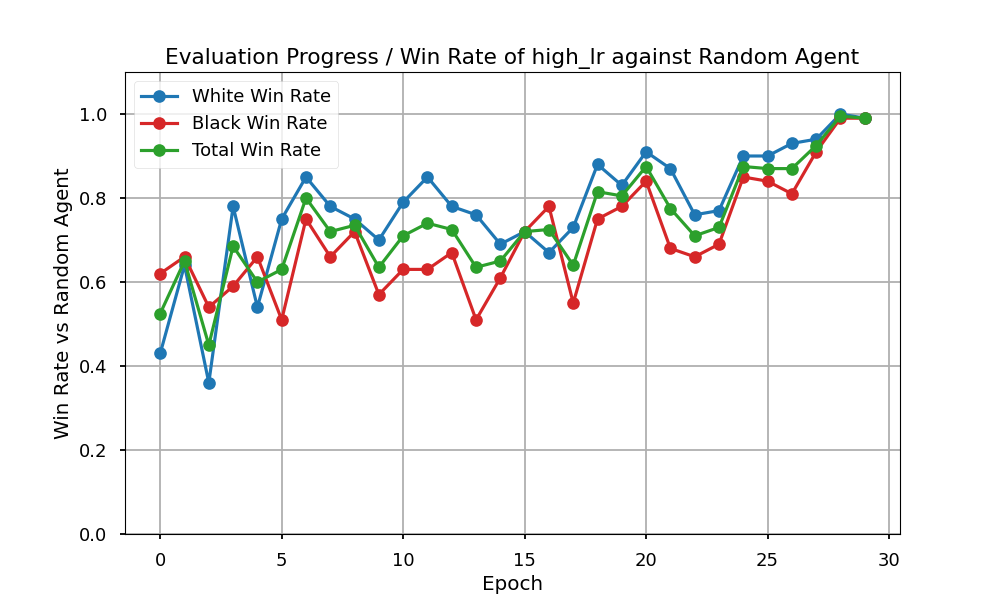 Evaluation Progress / Win Rate of high_lr against Random Agent
White Win Rate
Black Win Rate
Total Win Rate
Win Rate vs Random Agent
1.0
0.8
0.6
0.4
0.2
0.0
0 5 10 15 20 25 30
Epoch